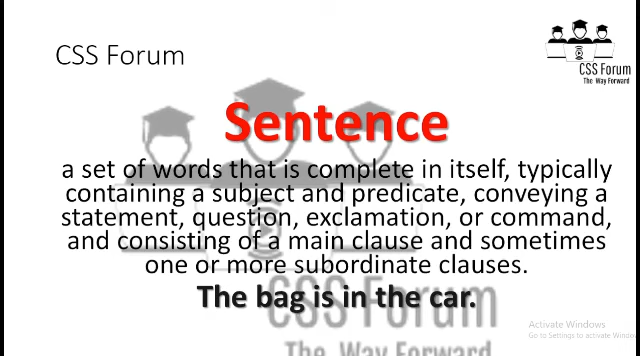 CSS Forum
CSS Forum
The Way Forward
Sentence
a set of words that is complete in itself, typically
containing a subject and predicate, conveying a
statement, question, exclamation, or command,
and consisting of a main clause and sometimes
one or more subordinate clauses.
The bag is in the car.
CSS Forum
The Way Forward
Activate Windows
Go to Settings to activate Windows